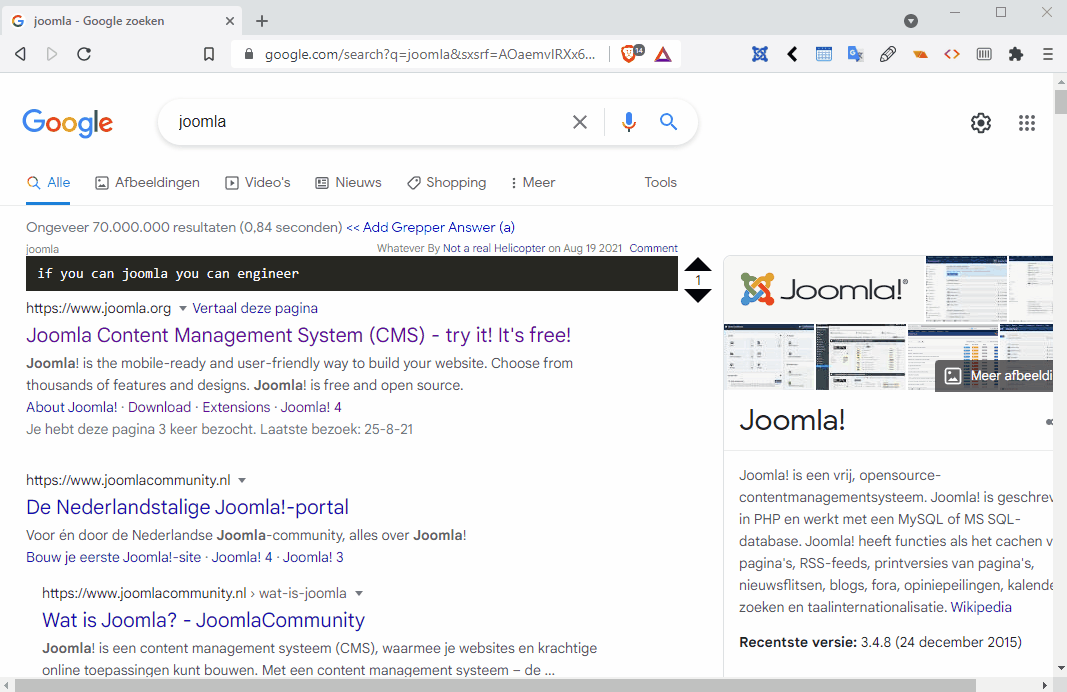 joomla - Google zoeken
google.com/search?q=joomla&sxsrf=AOaemvIRXx6...
14
Google
joomla
Alle Afbeeldingen Video's Nieuws Shopping Meer Tools
Ongeveer 70.000.000 resultaten (0,84 seconden) << Add Grepper Answer (a)
joomla Whatever By Not a real Helicopter on Aug 19 2021 Comment
if you can joomla you can engineer
1
https://www.joomla.org Vertaal deze pagina
Joomla Content Management System (CMS) - try it! It's free!
Joomla! is the mobile-ready and user-friendly way to build your website. Choose from
thousands of features and designs. Joomla! is free and open source.
About Joomla! · Download · Extensions · Joomla! 4
Je hebt deze pagina 3 keer bezocht. Laatste bezoek: 25-8-21
https://www.joomlacommunity.nl
De Nederlandstalige Joomla!-portal
Voor én door de Nederlandse Joomla-community, alles over Joomla!
Bouw je eerste Joomla!-site · Joomla! 4 · Joomla! 3
https://www.joomlacommunity.nl › wat-is-joomla
Wat is Joomla? - JoomlaCommunity
Joomla! is een content management systeem (CMS), waarmee je websites en krachtige
online toepassingen kunt bouwen. Met een content management systeem – de ...
Joomla!®
Meer afbeeldi
Joomla!
Joomla! is een vrij, opensource-
contentmanagementsysteem. Joomla! is geschrev
in PHP en werkt met een MySQL of MS SQL-
database. Joomla! heeft functies als het cachen v
pagina's, RSS-feeds, printversies van pagina's,
nieuwsflitsen, blogs, fora, opiniepeilingen, kalende
zoeken en taalinternationalisatie. Wikipedia
Recentste versie: 3.4.8 (24 december 2015)